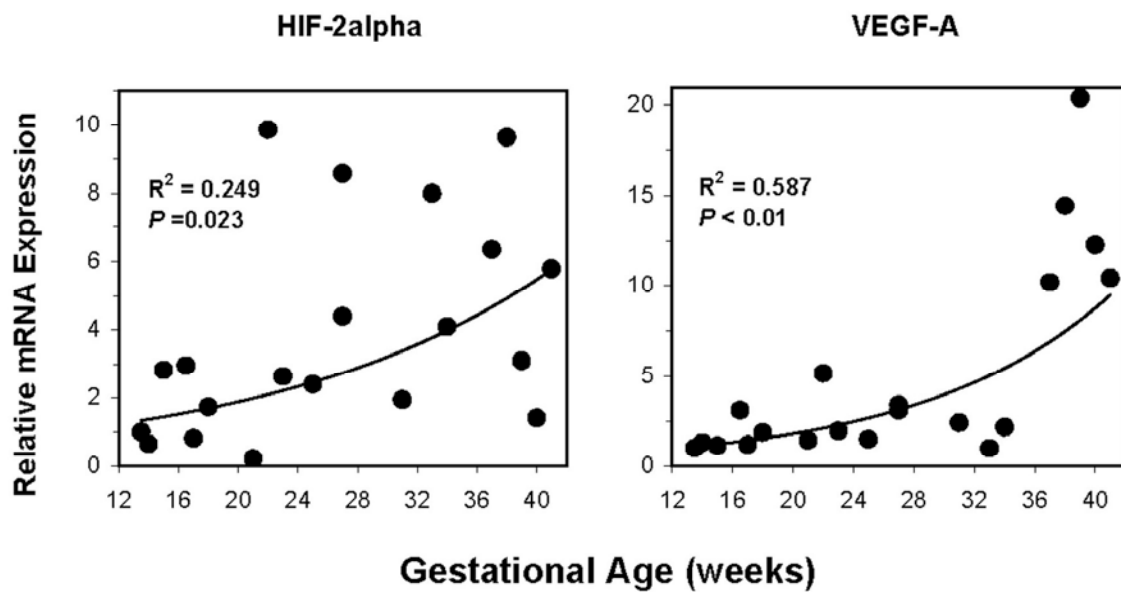 HIF-2alpha
VEGF-A
Relative mRNA Expression
10
8
6
4
2
0
R² = 0.249
P =0.023
12 16 20 24 28 32 36 40
20
15
10
5
0
R² = 0.587
P < 0.01
12 16 20 24 28 32 36 40
Gestational Age (weeks)